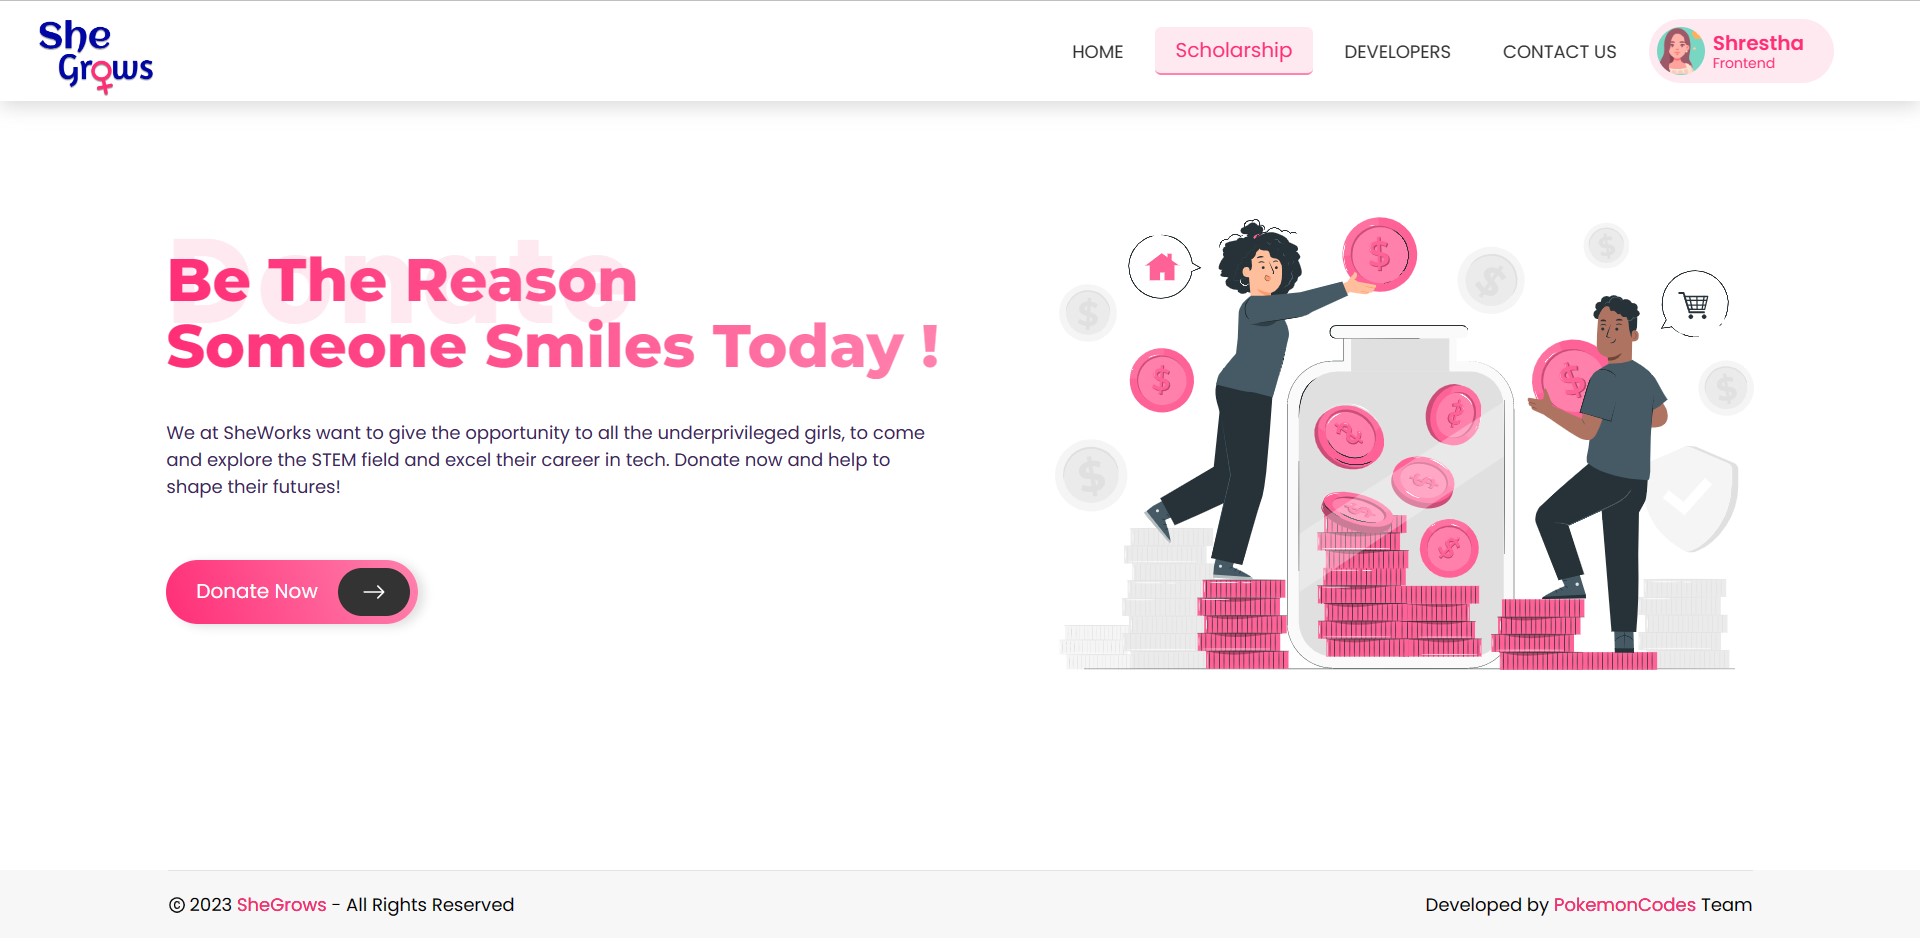 She
Grows
HOME
Scholarship
DEVELOPERS
CONTACT US
Shrestha
Frontend
Donate
Be The Reason
Someone Smiles Today !
We at SheWorks want to give the opportunity to all the underprivileged girls, to come
and explore the STEM field and excel their career in tech. Donate now and help to
shape their futures!
Donate Now
© 2023 SheGrows - All Rights Reserved
Developed by PokemonCodes Team